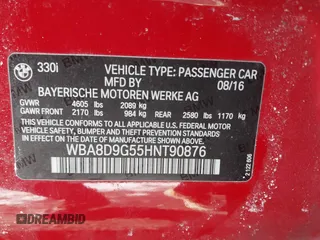 330i
VEHICLE TYPE: PASSENGER CAR
08/16
BAYERISCHE MOTOREN WERKE AG
GVWR 4605 lbs 2089 kg
GAWR FRONT 2170 lbs 984 kg REAR 2580 lbs 1170 kg
THIS VEHICLE CONFORMS TO ALL APPLICABLE
FEDERAL MOTOR VEHICLE SAFETY, BUMPER,
AND THEFT PREVENTION STANDARDS IN EFFECT
ON THE DATE OF MANUFACTURE SHOWN ABOVE.
WBA8D9G55HNT90876
DREAMBID